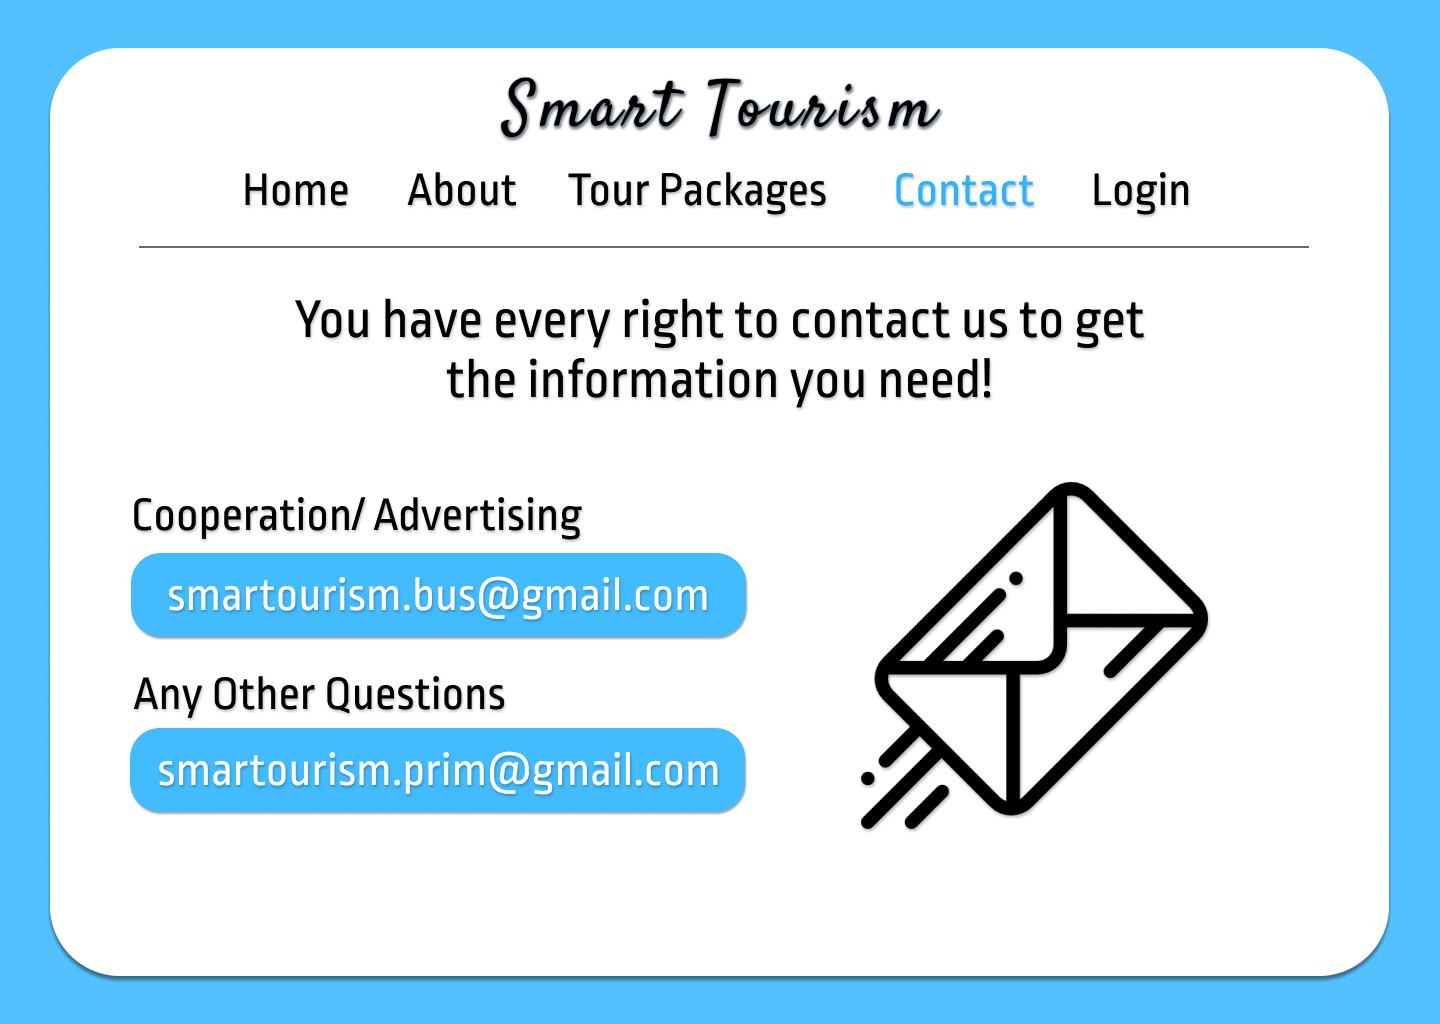 Smart Tourism
Home About Tour Packages Contact Login
You have every right to contact us to get
the information you need!
Cooperation/ Advertising
smartourism.bus@gmail.com
Any Other Questions
smartourism.prim@gmail.com